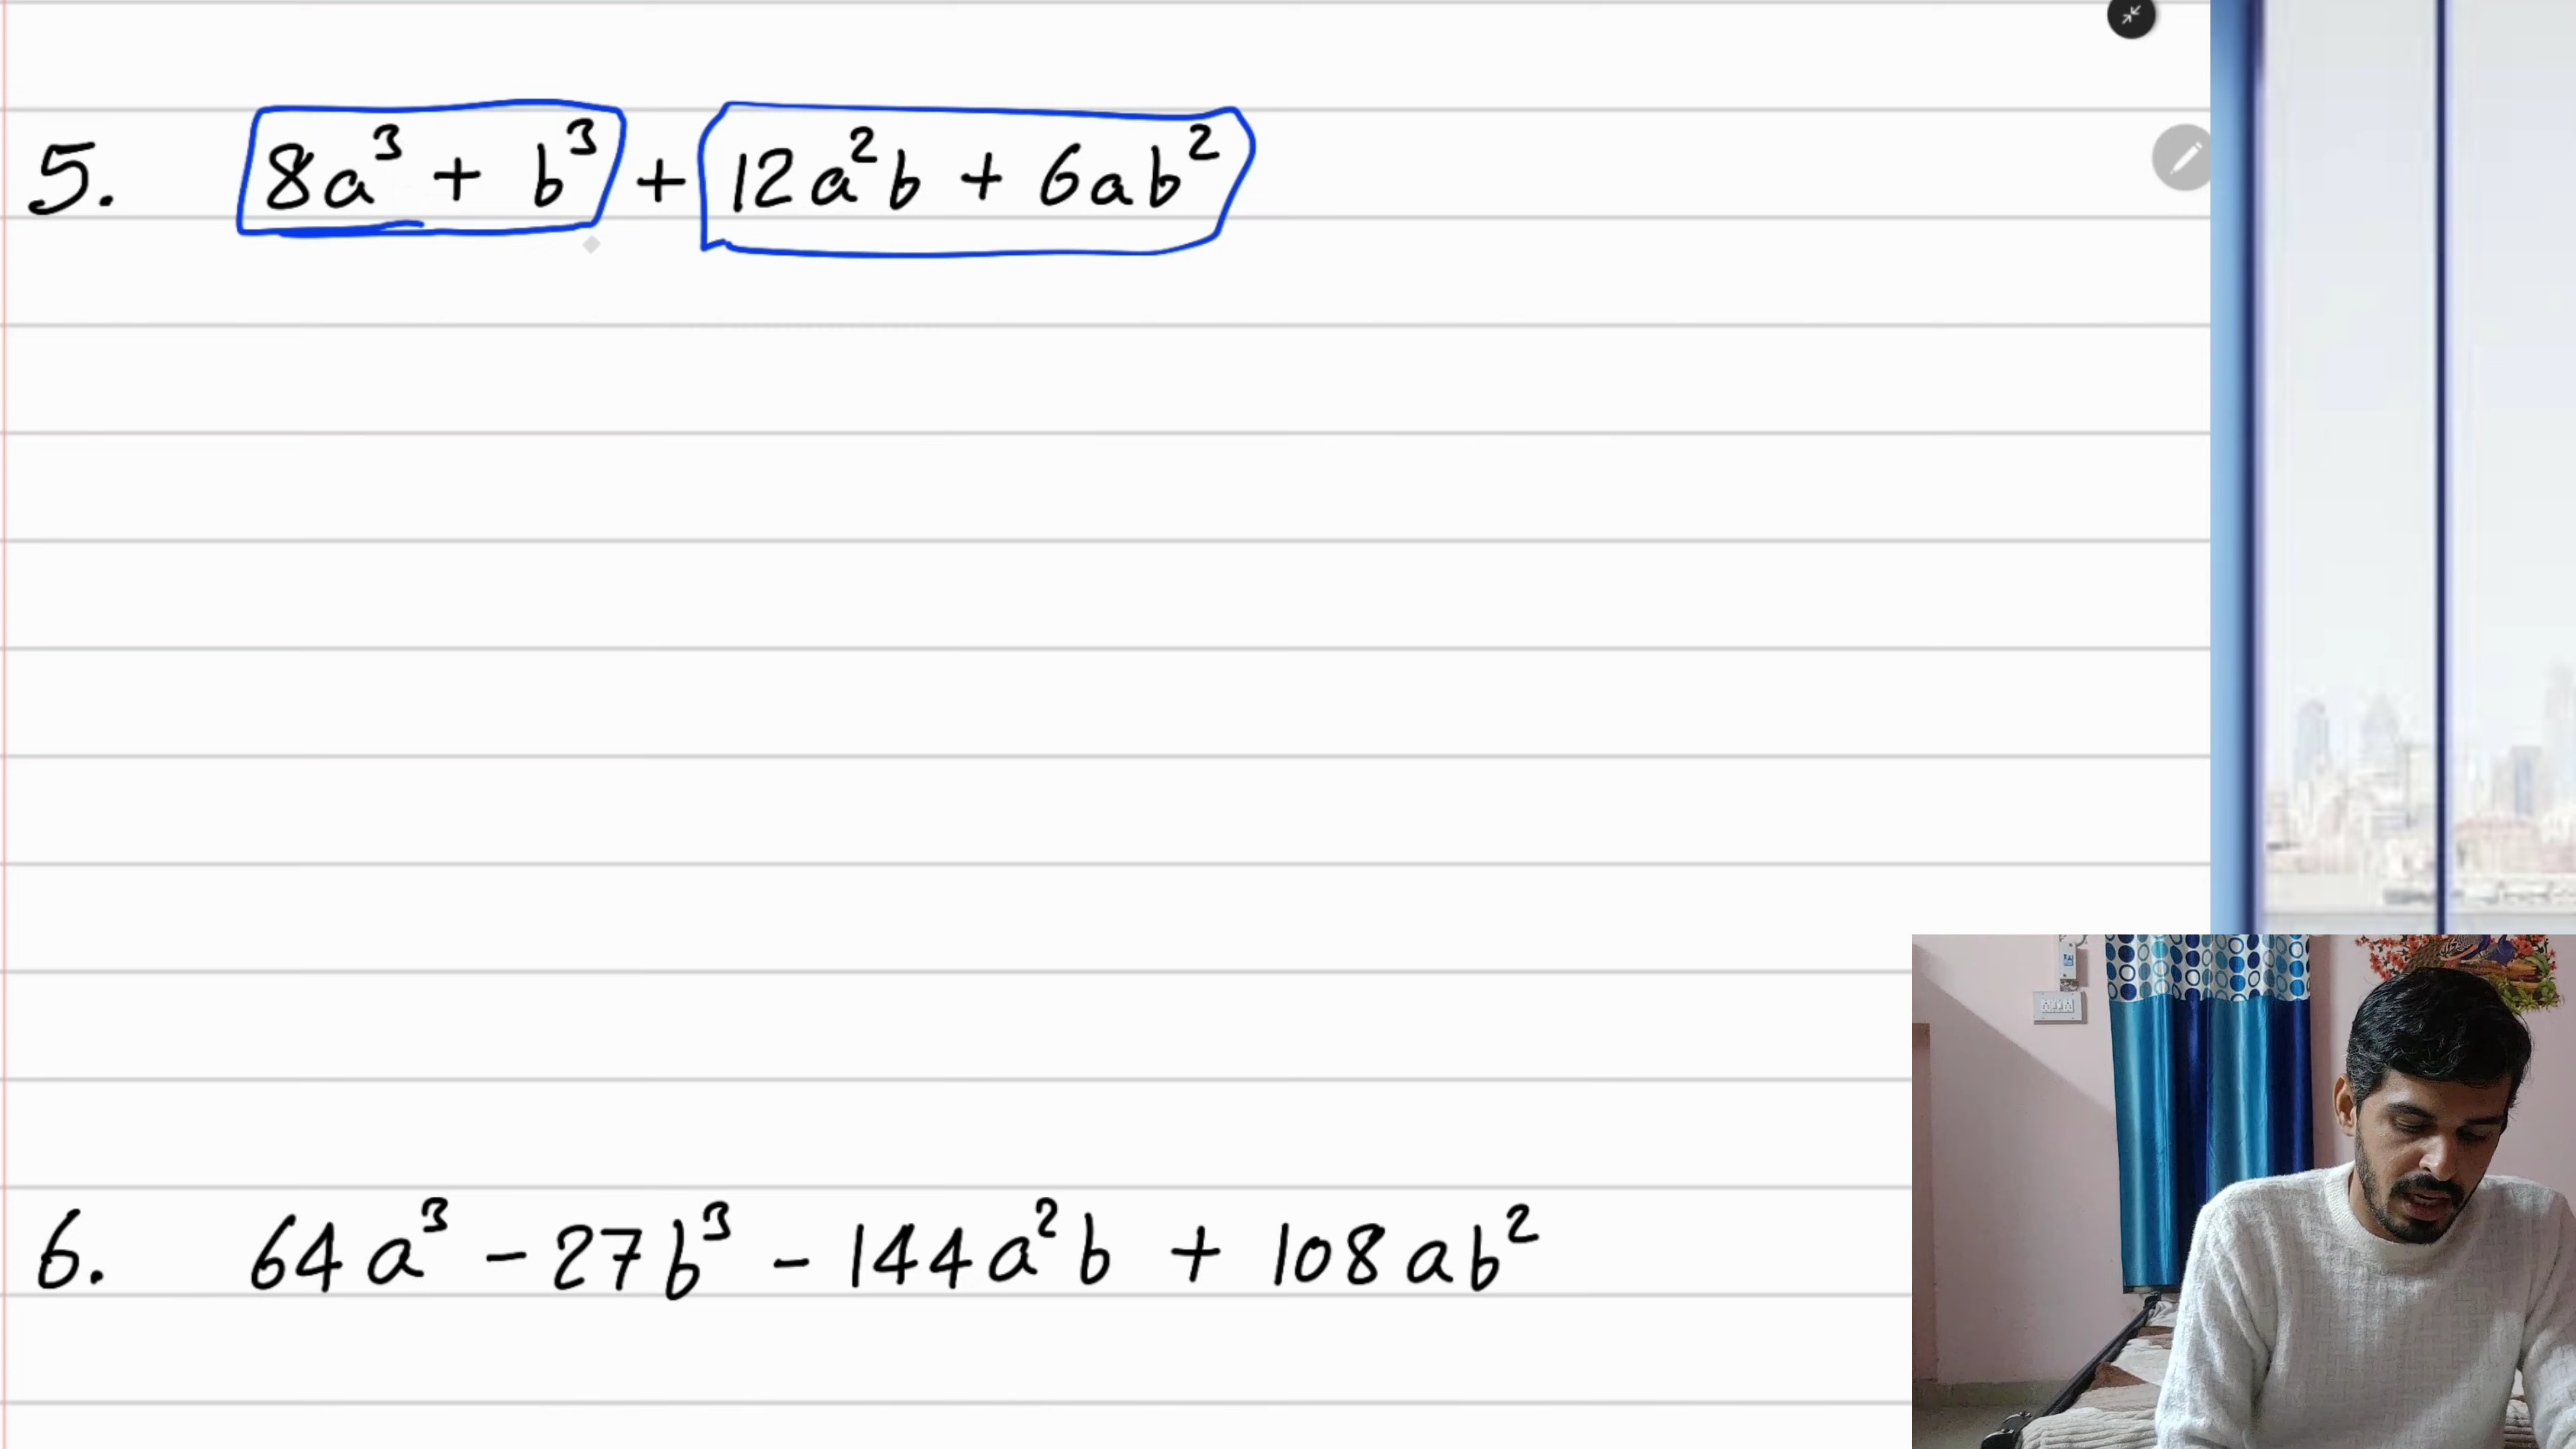 5. 8a³ + b³ + 12a²b + 6ab²
6. 64a³ - 27b³ - 144a²b + 108ab²